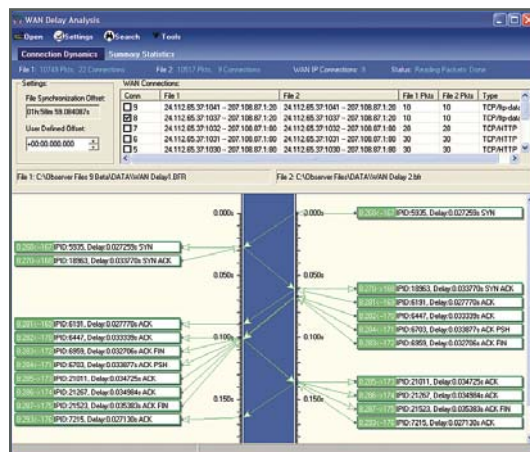 WAN Delay Analysis
Open Settings Search Tools
Connection Dynamics Summary Statistics
File 1: 10749 Pkts, 22 Connections File 2: 10517 Pkts, 9 Connections WAN IP Connections: 8 Status: Reading Packets Done
Settings:
File Synchronization Offset:
User Defined Offset:
+00:00.000.000
WAN Connections:
Conn File 1 File 2 File 1 Pkts File 2 Pkts Type
9 24.112.65.37:1041 -- 207.108.87.1:20 24.112.65.37:1041 -- 207.108.87.1:20 10 10
8 24.112.65.37:1037 -- 207.108.87.1:20 24.112.65.37:1037 -- 207.108.87.1:20 10 10
7 24.112.65.37:1032 -- 207.108.87.1:80 24.112.65.37:1032 -- 207.108.87.1:80 20 20 TCP/HTTP
6 24.112.65.37:1031 -- 207.108.87.1:80 24.112.65.37:1031 -- 207.108.87.1:80 30 30 TCP/HTTP
5 24.112.65.37:1030 -- 207.108.87.1:80 24.112.65.37:1030 -- 207.108.87.1:80 30 30 TCP/HTTP
File 1: C:\Observer Files 9 Beta\DATA\WAN Delay1.BFR File 2: C:\Observer Files\DATA\WAN Delay 2.bfr
0.000s
0.050s
0.100s
0.150s
IPID:5935, Delay:0.027259s SYN
IPID:18963, Delay:0.033770s SYN ACK
IPID:6191, Delay:0.027770s ACK
IPID:6447, Delay:0.033339s ACK
IPID:6959, Delay:0.032706s ACK FIN
IPID:6703, Delay:0.033877s ACK PSH
IPID:21011, Delay:0.034725s ACK
IPID:21267, Delay:0.034984s ACK
IPID:21523, Delay:0.035383s ACK FIN
IPID:7215, Delay:0.027130s ACK
0.000s
0.050s
0.100s
0.150s
IPID:5935, Delay:0.027259s SYN
IPID:18963, Delay:0.033770s SYN ACK
IPID:6191, Delay:0.027770s ACK
IPID:6447, Delay:0.033339s ACK
IPID:6703, Delay:0.033877s ACK PSH
IPID:6959, Delay:0.032706s ACK FIN
IPID:21011, Delay:0.034725s ACK
IPID:21267, Delay:0.034984s ACK
IPID:21523, Delay:0.035383s ACK FIN
IPID:7215, Delay:0.027130s ACK